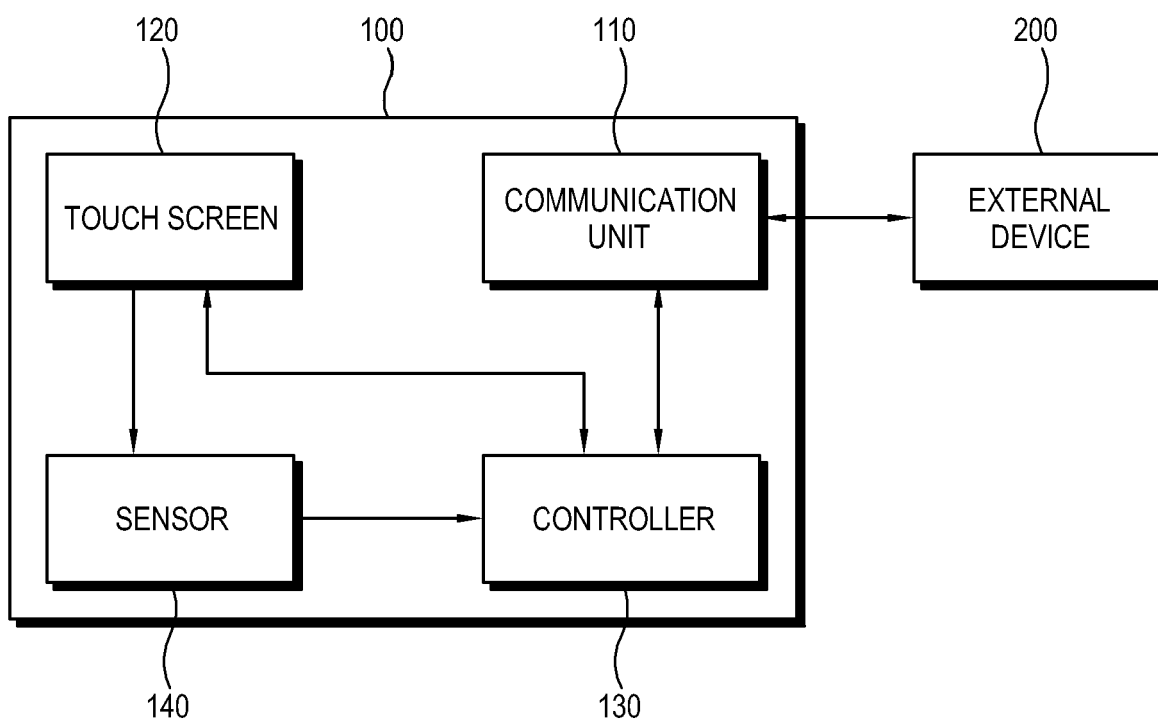 120
100
110
200
TOUCH SCREEN
COMMUNICATION
UNIT
EXTERNAL
DEVICE
SENSOR
CONTROLLER
140
130